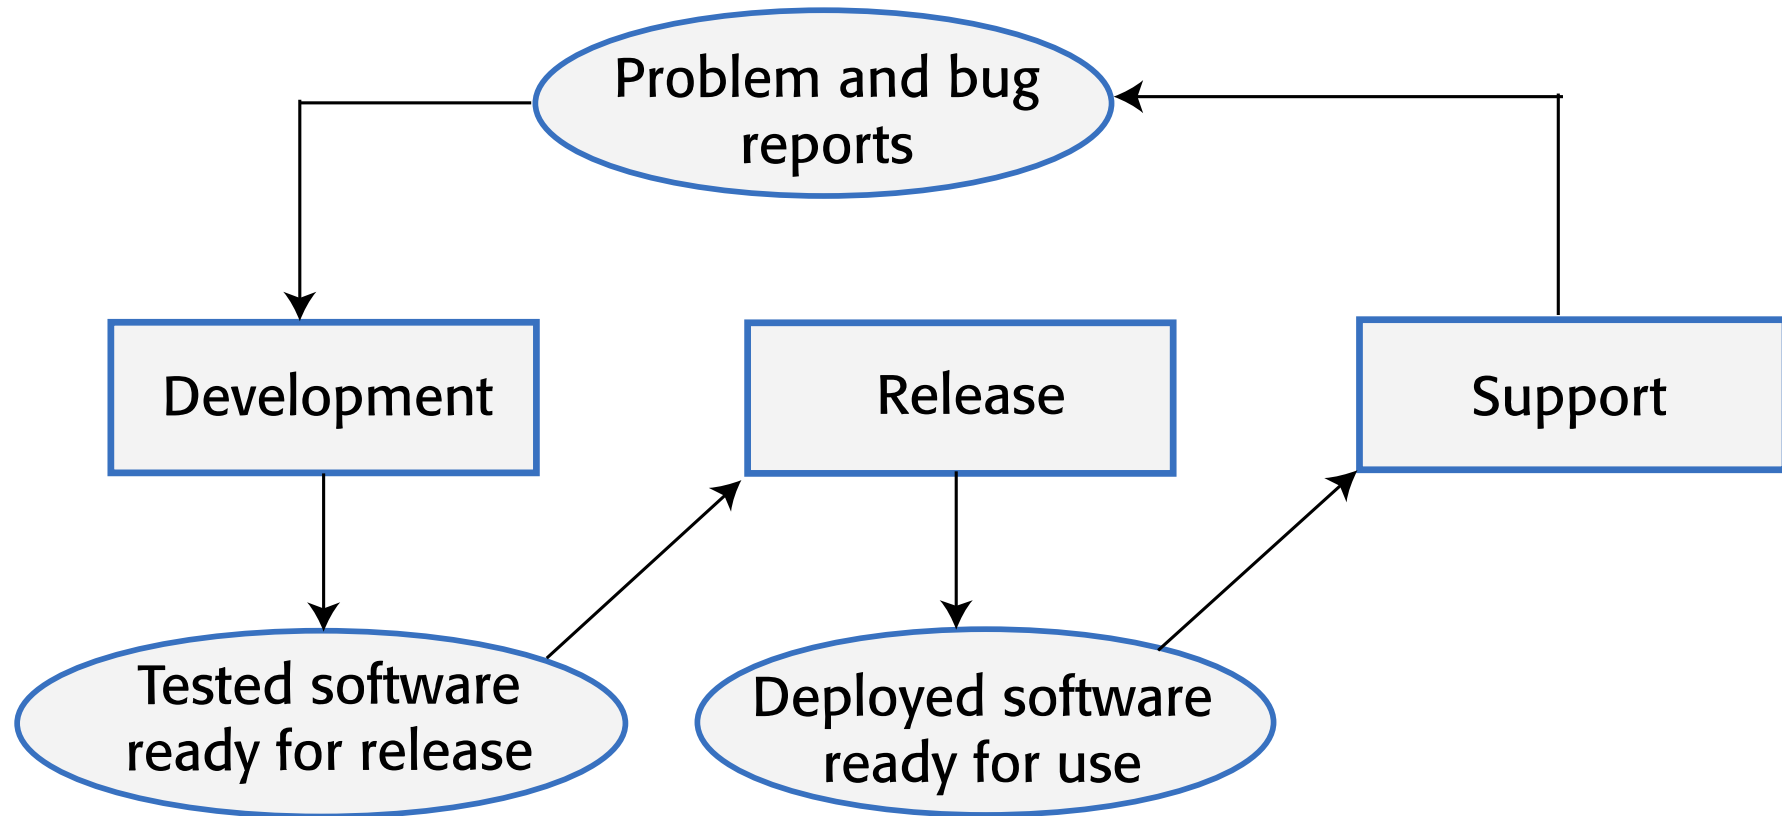 Problem and bug
reports
Development
Release
Support
Tested software
ready for release
Deployed software
ready for use